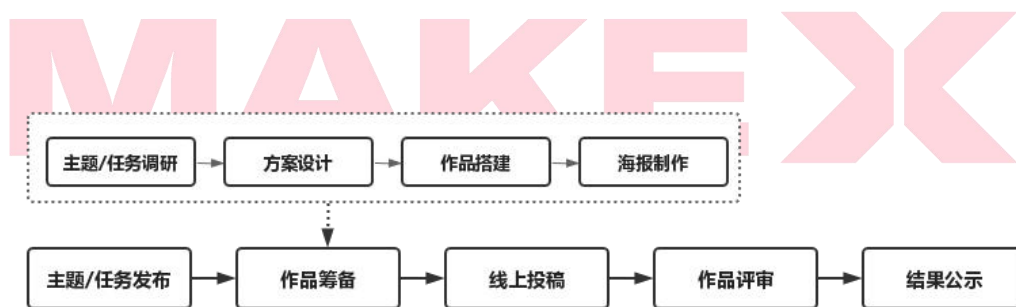 MAKEX
主题/任务调研
方案设计
作品搭建
海报制作
主题/任务发布
作品筹备
线上投稿
作品评审
结果公示